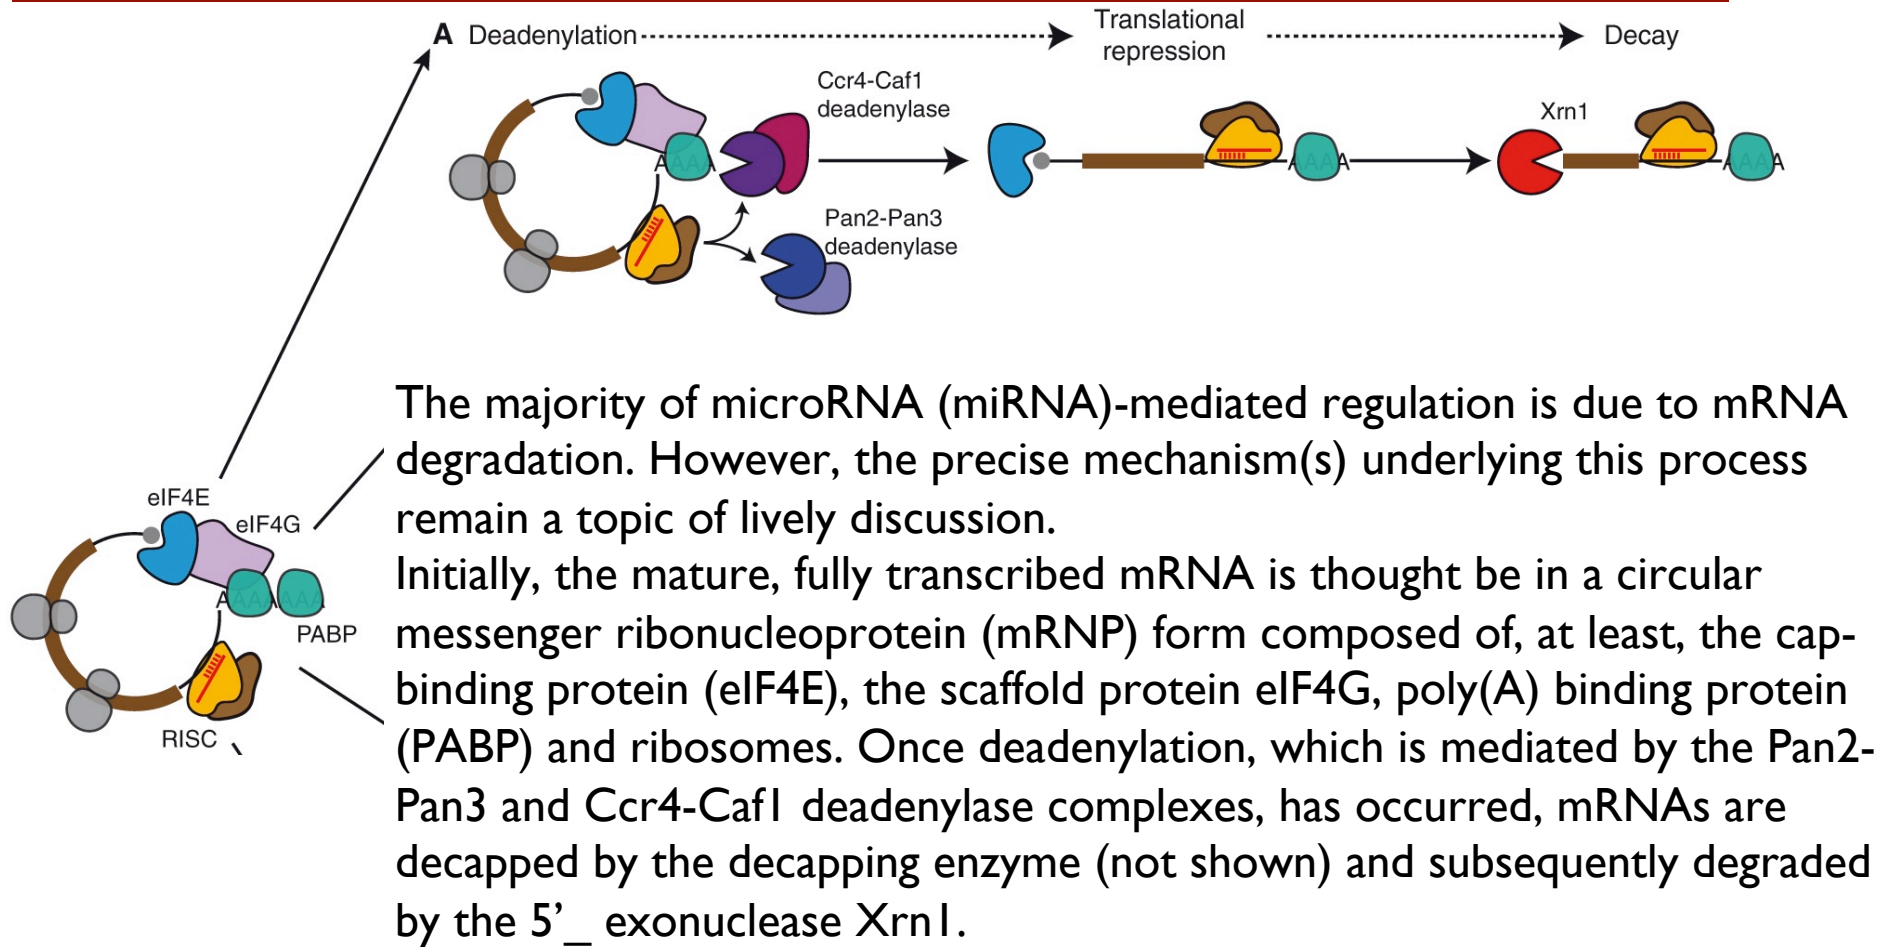 A Deadenylation
Translational
repression
Decay
Ccr4-Caf1
deadenylase
Xrn1
AAAA
AAAA
AAAA
Pan2-Pan3
deadenylase
The majority of microRNA (miRNA)-mediated regulation is due to mRNA
degradation. However, the precise mechanism(s) underlying this process
remain a topic of lively discussion.
Initially, the mature, fully transcribed mRNA is thought be in a circular
messenger ribonucleoprotein (mRNP) form composed of, at least, the cap-
binding protein (eIF4E), the scaffold protein eIF4G, poly(A) binding protein
(PABP) and ribosomes. Once deadenylation, which is mediated by the Pan2-
Pan3 and Ccr4-Caf1 deadenylase complexes, has occurred, mRNAs are
decapped by the decapping enzyme (not shown) and subsequently degraded
by the 5’_ exonuclease Xrn1.
eIF4E
eIF4G
AAAAAAA
PABP
RISC